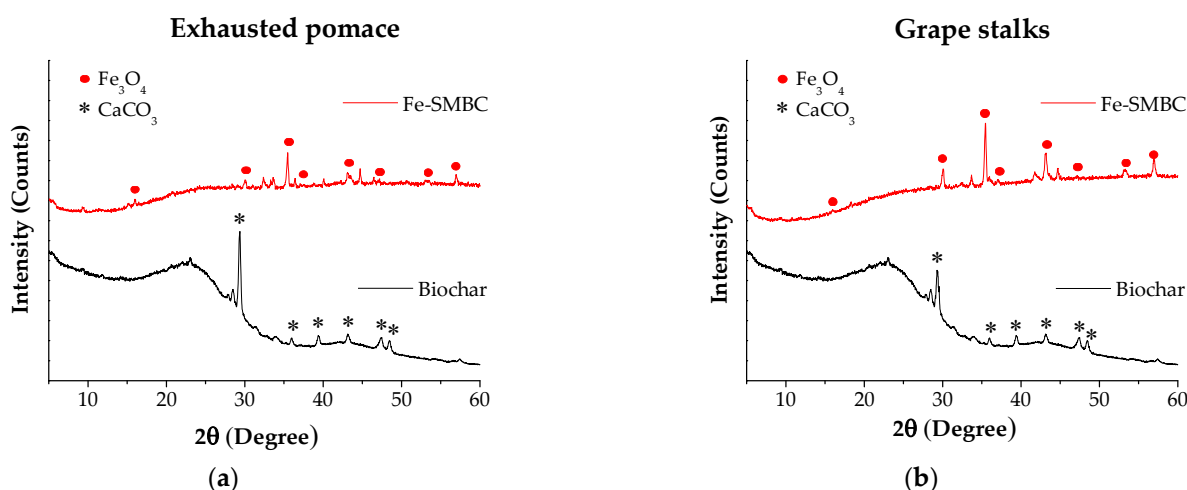 Exhausted pomace
Fe₃O₄
* CaCO₃
Fe-SMBC
Biochar
Intensity (Counts)
10 20 30 40 50 60
2θ (Degree)
(a)
Grape stalks
Fe₃O₄
* CaCO₃
Fe-SMBC
Biochar
Intensity (Counts)
10 20 30 40 50 60
2θ (Degree)
(b)